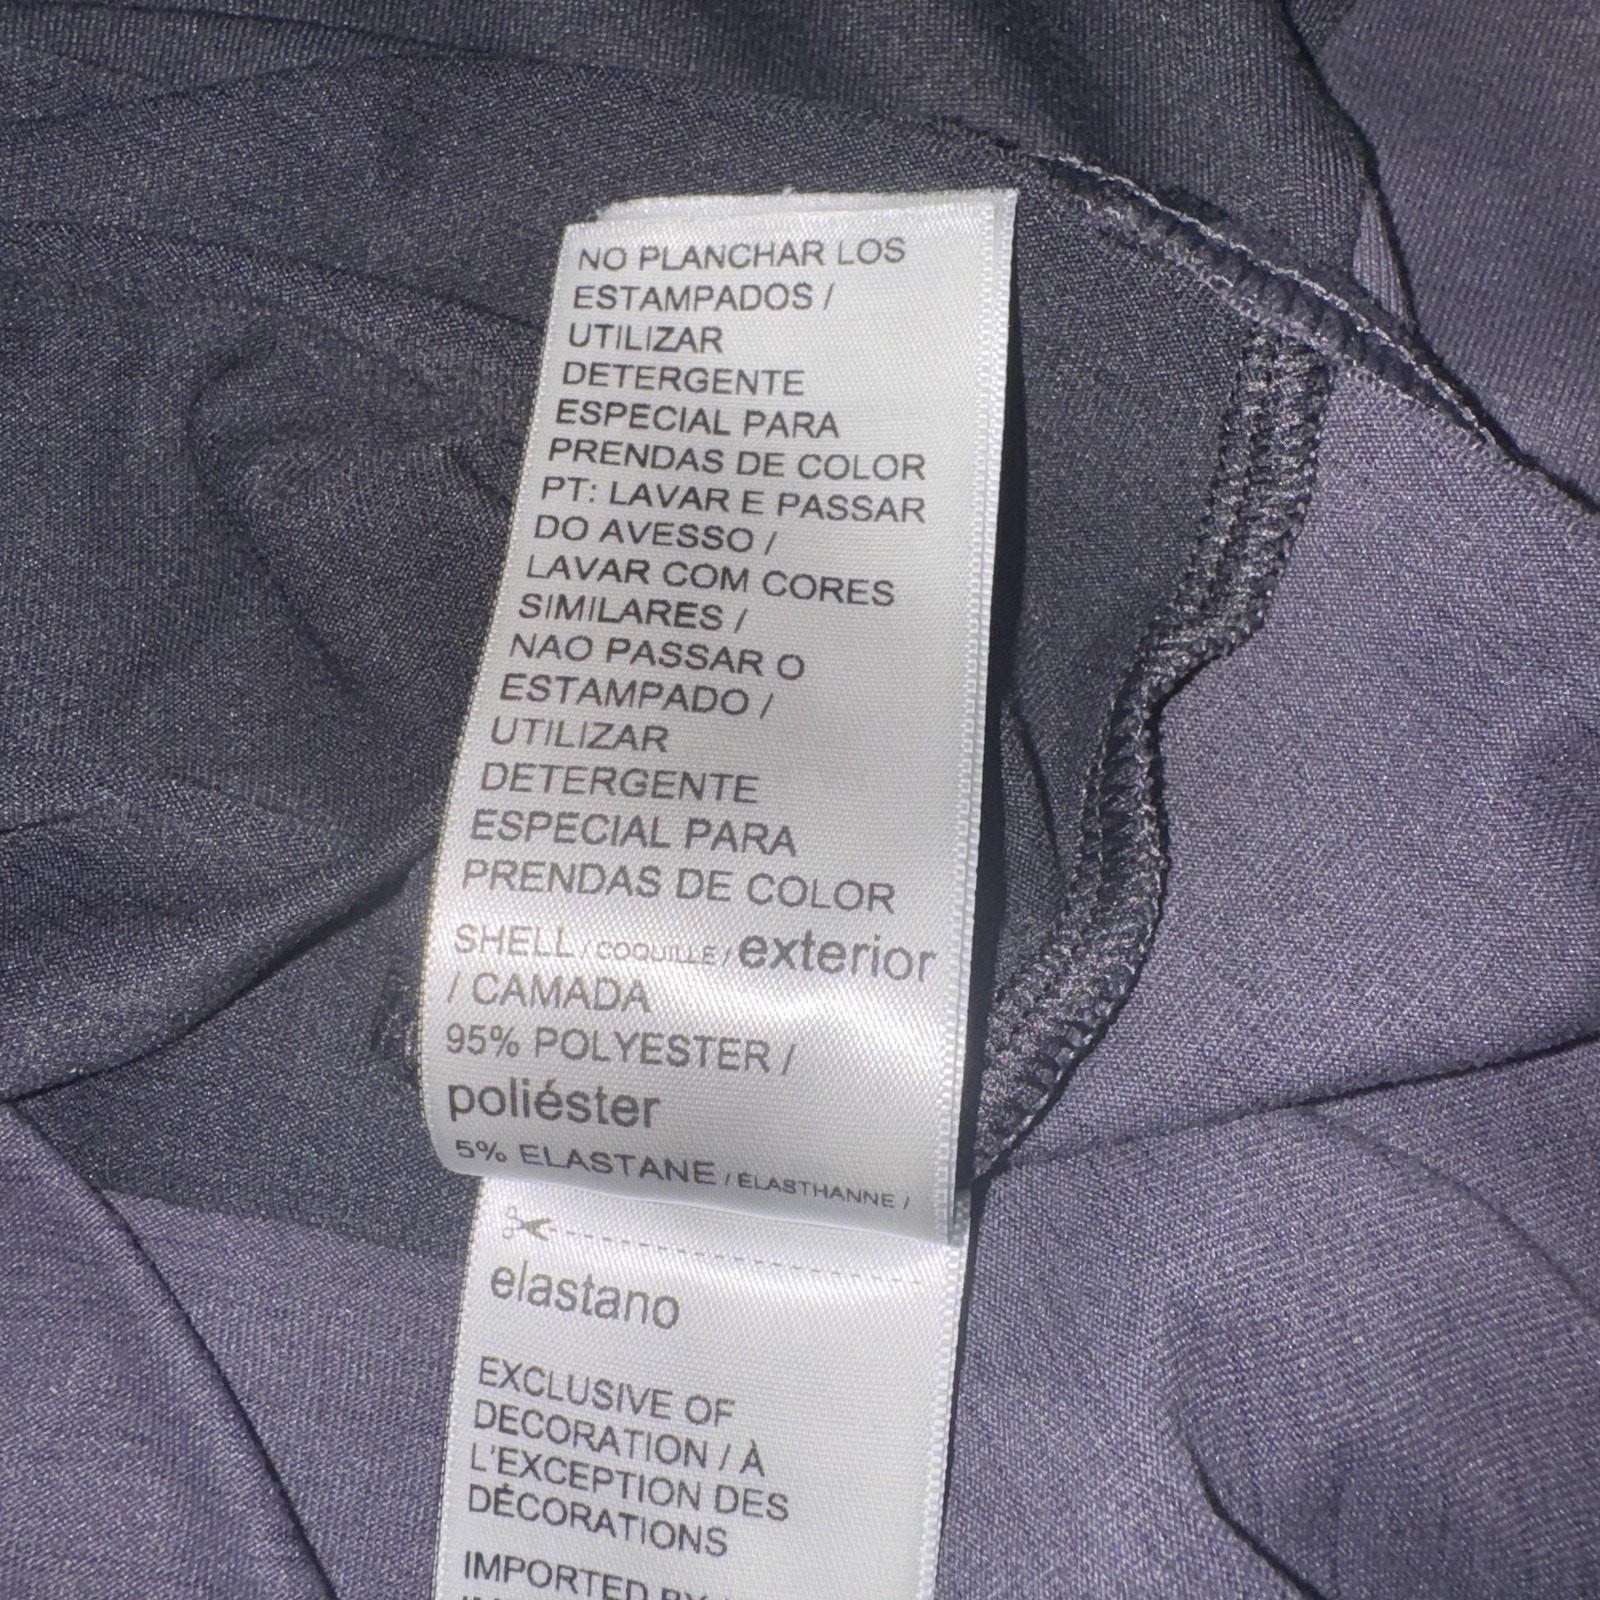 NO PLANCHAR LOS
ESTAMPADOS /
UTILIZAR
DETERGENTE
ESPECIAL PARA
PRENDAS DE COLOR
PT: LAVAR E PASSAR
DO AVESSO /
LAVAR COM CORES
SIMILARES /
NAO PASSAR O
ESTAMPADO /
UTILIZAR
DETERGENTE
ESPECIAL PARA
PRENDAS DE COLOR
SHELL / COQUILLE / exterior
/ CAMADA
95% POLYESTER /
poliéster
5% ELASTANE / ÉLASTHANNE /
elastano
EXCLUSIVE OF
DECORATION / À
L'EXCEPTION DES
DÉCORATIONS
IMPORTED BY